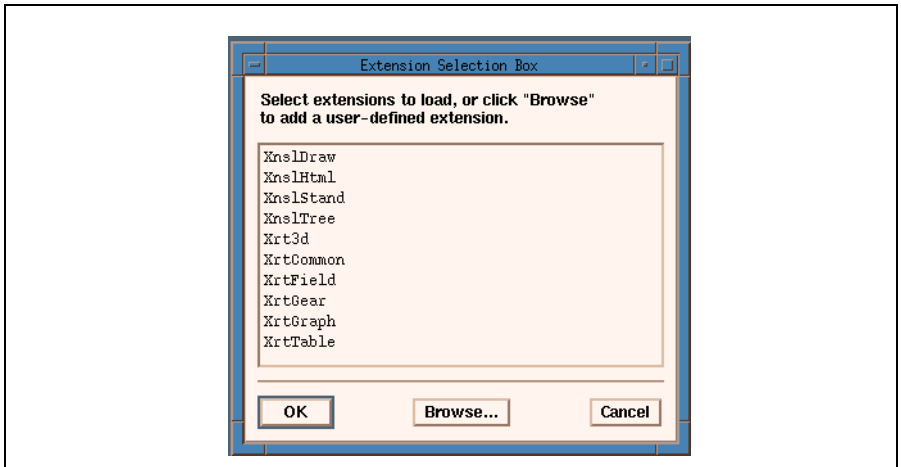 Extension Selection Box
Select extensions to load, or click "Browse"
to add a user-defined extension.
XnslDraw
XnslHtml
XnslStand
XnslTree
Xrt3d
XrtCommon
XrtField
XrtGear
XrtGraph
XrtTable
OK
Browse...
Cancel